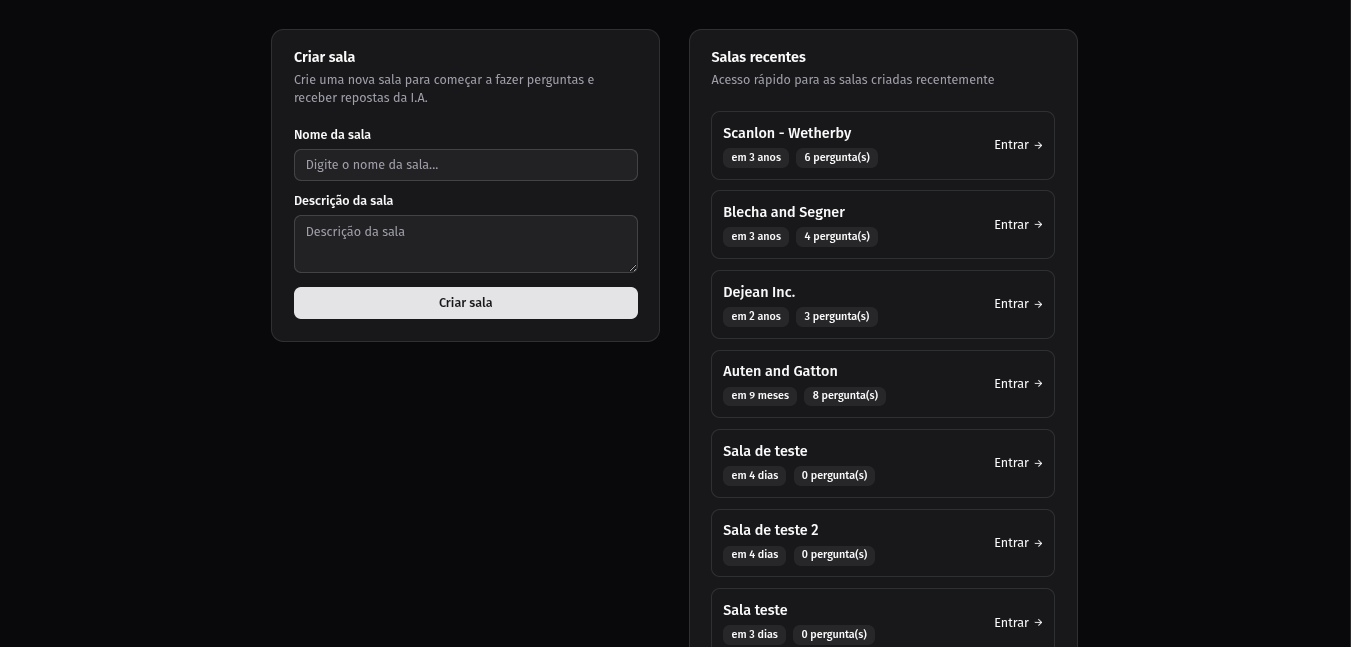 Criar sala
Crie uma nova sala para começar a fazer perguntas e
receber repostas da I.A.
Nome da sala
Digite o nome da sala...
Descrição da sala
Descrição da sala
Criar sala
Salas recentes
Acesso rápido para as salas criadas recentemente
Scanlon - Wetherby
em 3 anos 6 pergunta(s)
Entrar →
Blecha and Segner
em 3 anos 4 pergunta(s)
Entrar →
Dejean Inc.
em 2 anos 3 pergunta(s)
Entrar →
Auten and Gatton
em 9 meses 8 pergunta(s)
Entrar →
Sala de teste
em 4 dias 0 pergunta(s)
Entrar →
Sala de teste 2
em 4 dias 0 pergunta(s)
Entrar →
Sala teste
em 3 dias 0 pergunta(s)
Entrar →